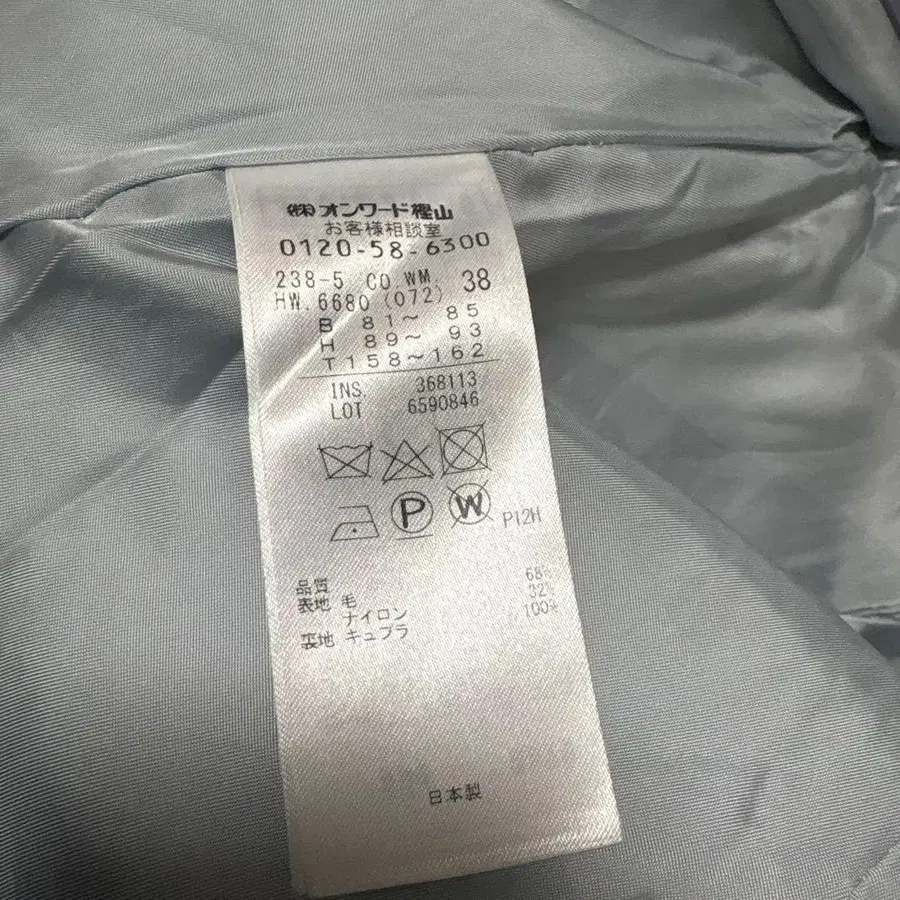 ㈱オンワード樫山
お客様相談室
0120-58-6300
238-5 CO.WM. 38
HW.6680 (072)
B 81～85
H 89～93
T158～162
INS. 368113
LOT 6590846
P W P12H
品質
表地 毛 68%
ナイロン 32%
裏地 キュプラ 100%
日本製